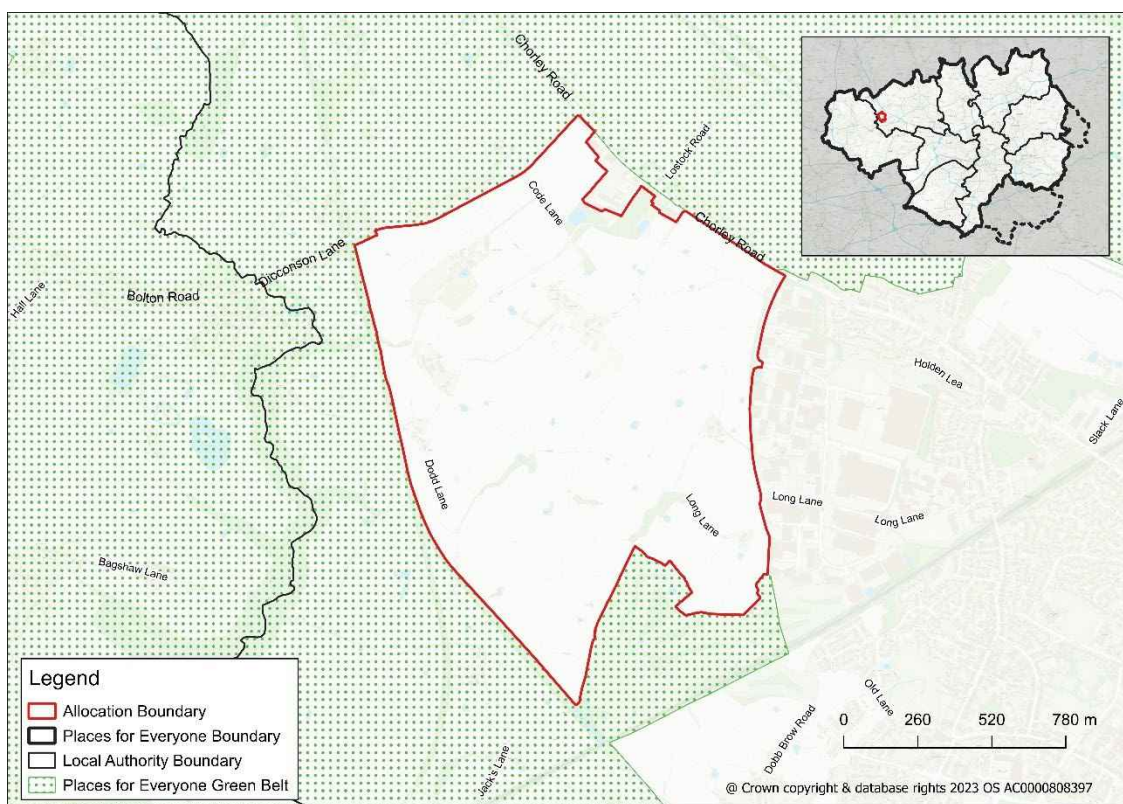 Chorley Road
Lostock Road
Code Lane
Chorley Road
Dicconson Lane
Bolton Road
Hall Lane
Holden Lea
Slack Lane
Dodd Lane
Long Lane
Long Lane
Long Lane
Bagshaw Lane
Old Lane
Dobb Brow Road
Jack's Lane
Legend
Allocation Boundary
Places for Everyone Boundary
Local Authority Boundary
Places for Everyone Green Belt
0 260 520 780 m
@ Crown copyright & database rights 2023 OS AC0000808397